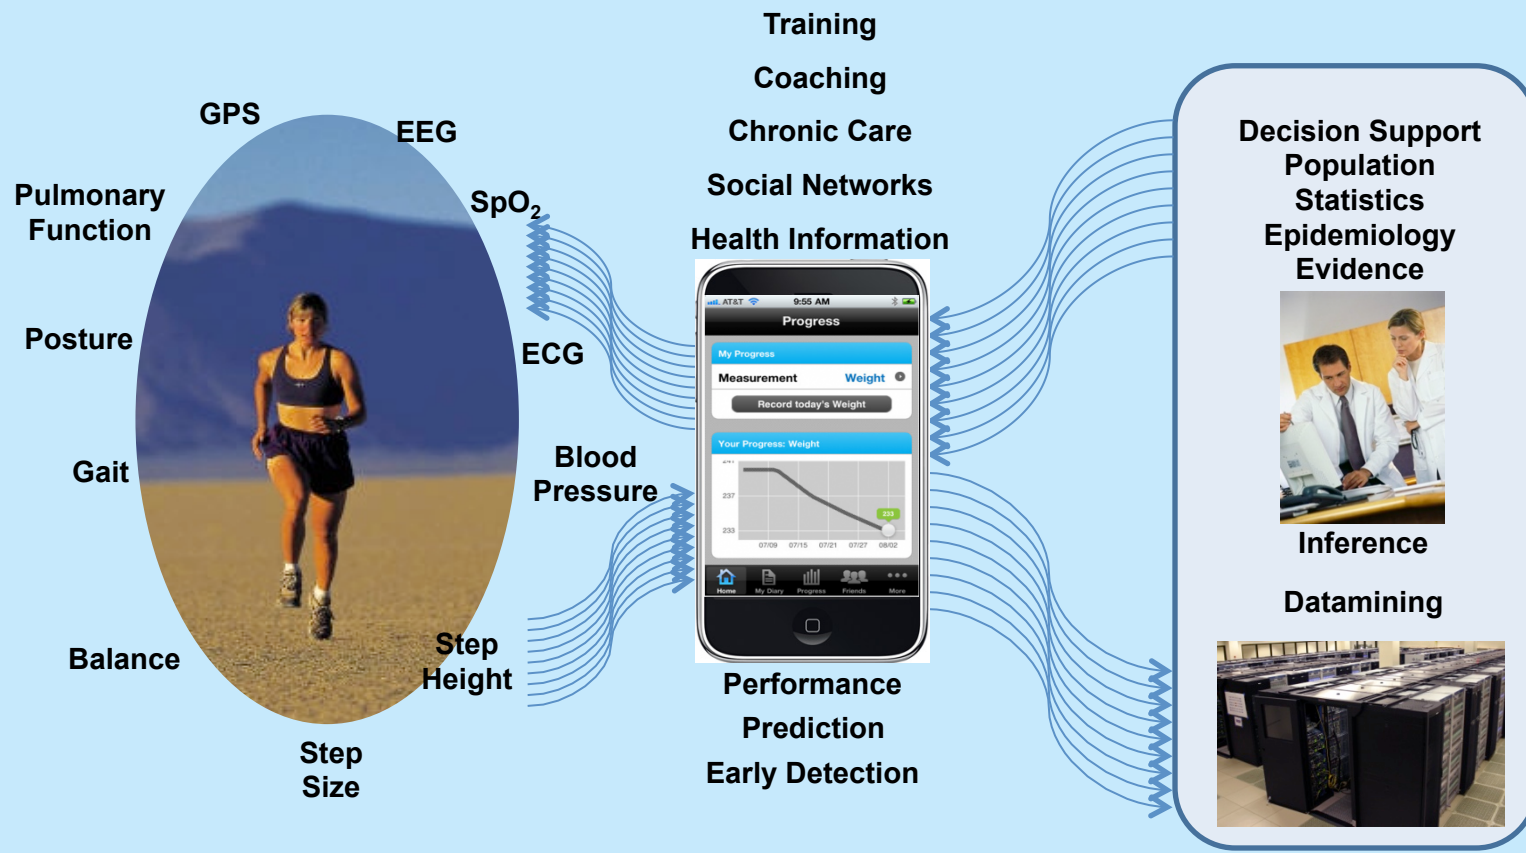 Training
Coaching
Chronic Care
Social Networks
Health Information
GPS
EEG
Pulmonary
Function
SpO₂
Posture
ECG
Gait
Blood
Pressure
Balance
Step
Height
Step
Size
AT&T
9:55 AM
Progress
My Progress
Measurement Weight
Record today's Weight
Your Progress: Weight
241
237
233
233
07/09 07/15 07/21 07/27 08/02
Home My Diary Progress Friends More
Performance
Prediction
Early Detection
Decision Support
Population
Statistics
Epidemiology
Evidence
Inference
Datamining